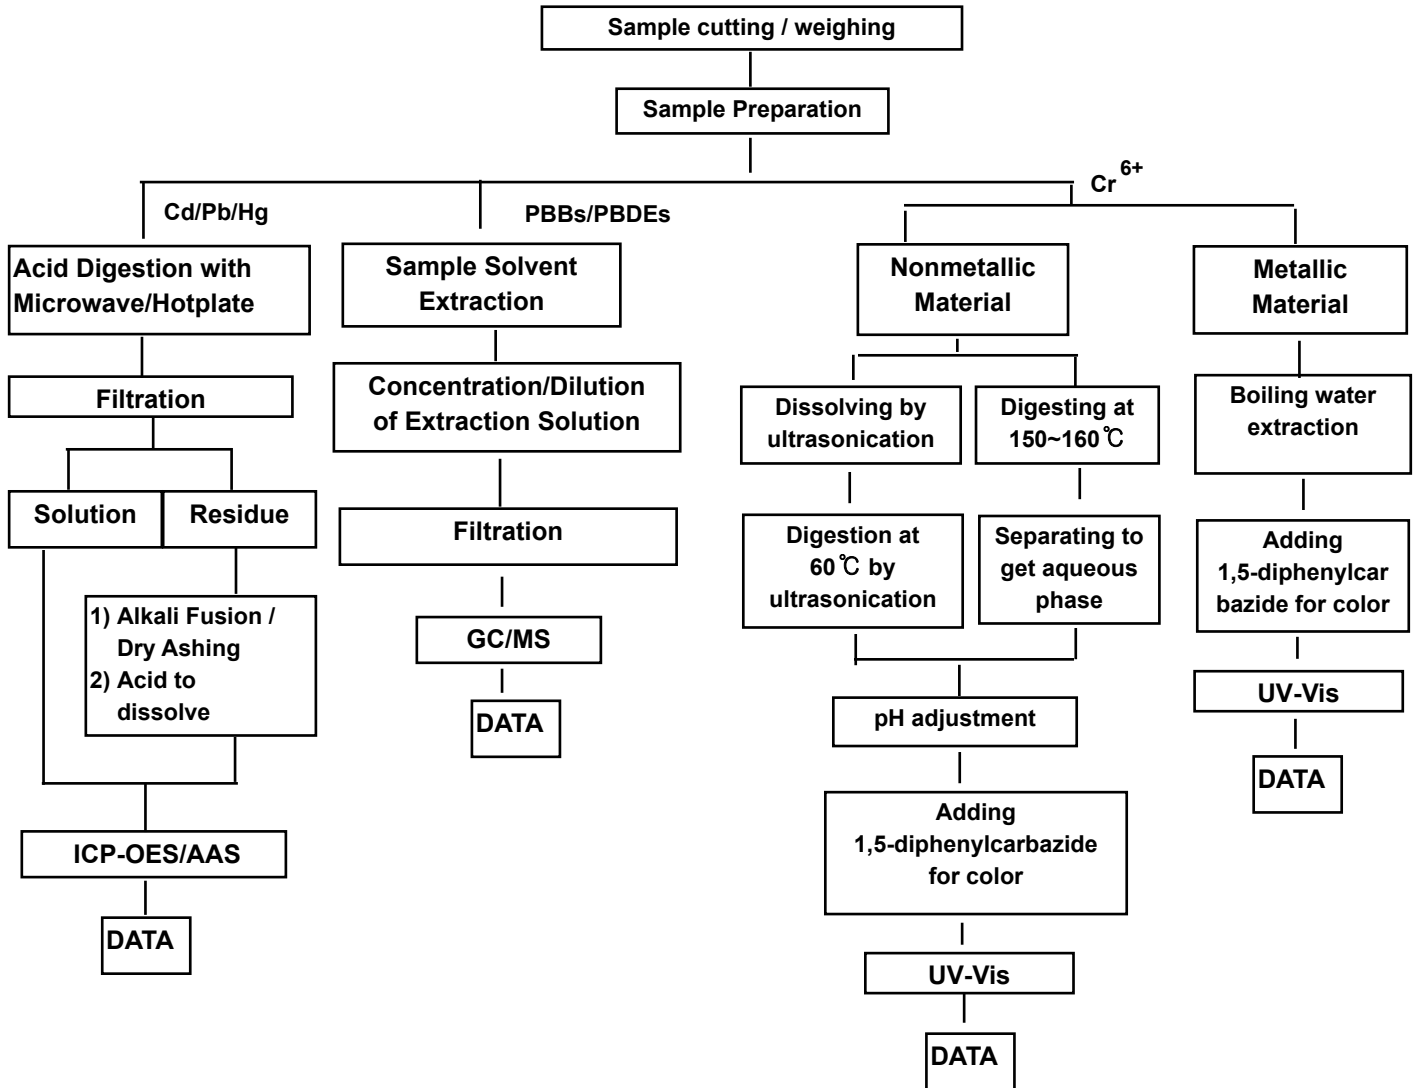 Sample cutting / weighing
Sample Preparation
Cr 6+
Cd/Pb/Hg
PBBs/PBDEs
Acid Digestion with
Microwave/Hotplate
Filtration
Solution
Residue
1) Alkali Fusion /
Dry Ashing
2) Acid to
dissolve
ICP-OES/AAS
DATA
Sample Solvent
Extraction
Concentration/Dilution
of Extraction Solution
Filtration
GC/MS
DATA
Nonmetallic
Material
Dissolving by
ultrasonication
Digestion at
60℃ by
ultrasonication
Digesting at
150~160℃
Separating to
get aqueous
phase
pH adjustment
Adding
1,5-diphenylcarbazide
for color
UV-Vis
DATA
Metallic
Material
Boiling water
extraction
Adding
1,5-diphenylcar
bazide for color
UV-Vis
DATA